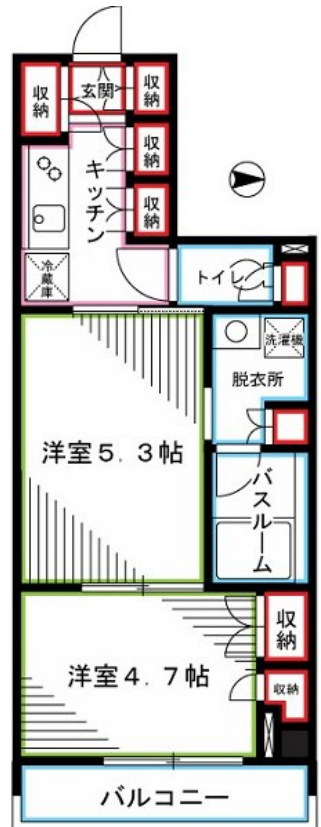 収納
玄関
収納
収納
収納
キッチン
冷蔵庫
トイレ
洗濯機
脱衣所
洋室5.3帖
バスルーム
洋室4.7帖
収納
収納
バルコニー